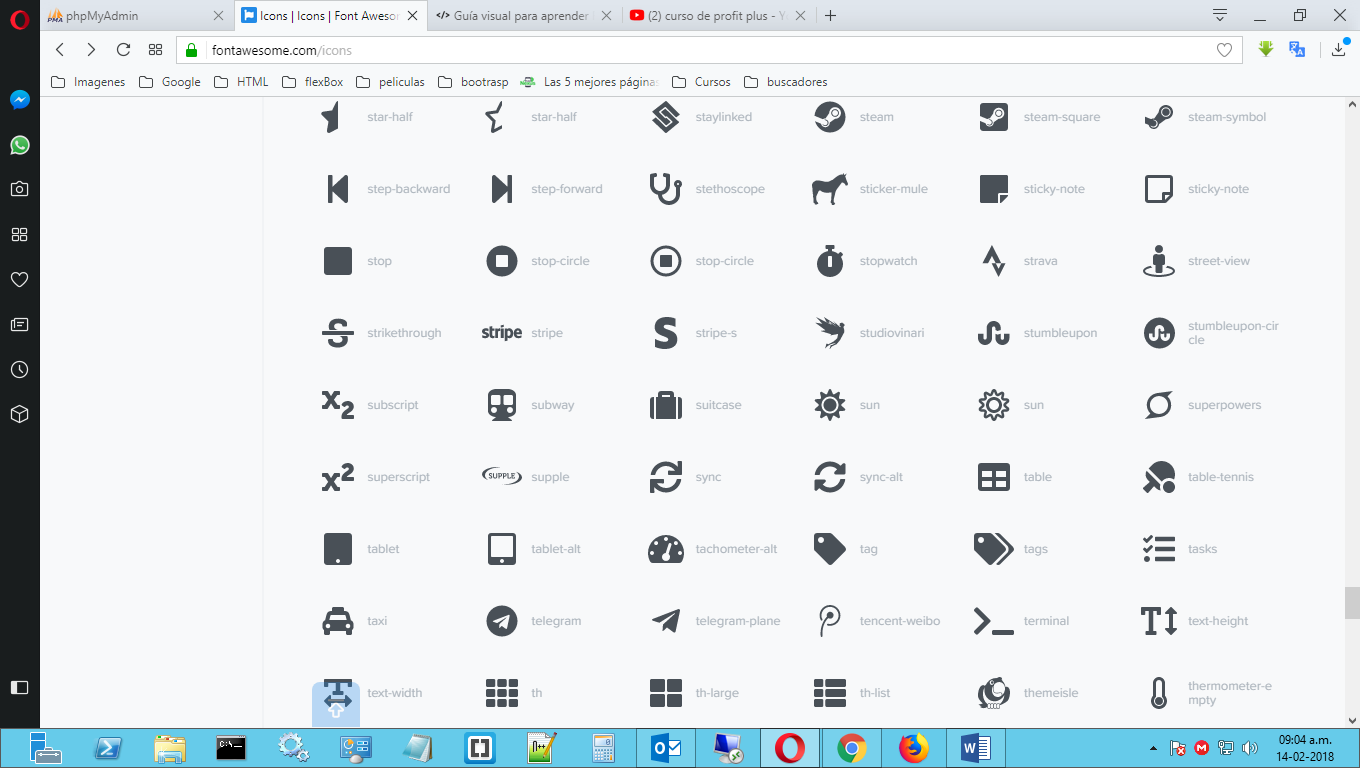 phpMyAdmin
Icons | Icons | Font Aweson
</> Guía visual para aprender
(2) curso de profit plus - Y
fontawesome.com/icons
Imagenes
Google
HTML
flexBox
peliculas
bootrasp
Las 5 mejores página
Cursos
buscadores
star-half
star-half
staylinked
steam
steam-square
steam-symbol
step-backward
step-forward
stethoscope
sticker-mule
sticky-note
sticky-note
stop
stop-circle
stop-circle
stopwatch
strava
street-view
strikethrough
stripe
stripe
stripe-s
studiovinari
stumbleupon
stumbleupon-cir
cle
subscript
subway
suitcase
sun
sun
superpowers
superscript
SUPPLE
supple
sync
sync-alt
table
table-tennis
tablet
tablet-alt
tachometer-alt
tag
tags
tasks
taxi
telegram
telegram-plane
tencent-weibo
terminal
text-height
text-width
th
th-large
th-list
themeisle
thermometer-e
mpty
09:04 a.m.
14-02-2018